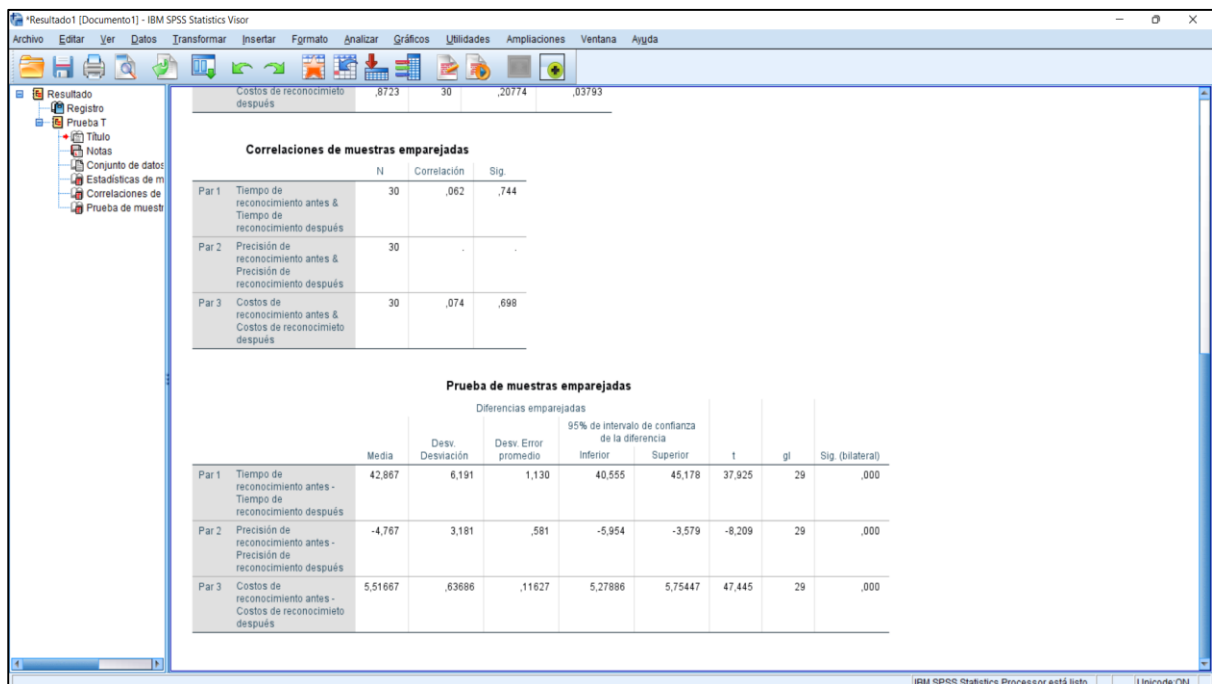 *Resultado1 [Documento1] - IBM SPSS Statistics Visor
Archivo Editar Ver Datos Transformar Insertar Formato Analizar Gráficos Utilidades Ampliaciones Ventana Ayuda
Resultado
Registro
Prueba T
Título
Notas
Conjunto de datos
Estadísticas de m
Correlaciones de
Prueba de muestr
Costos de reconocimieto ,8723 30 ,20774 ,03793
después
Correlaciones de muestras emparejadas
N Correlación Sig.
Par 1 Tiempo de 30 ,062 ,744
reconocimiento antes &
Tiempo de
reconocimiento después
Par 2 Precisión de 30 . .
reconocimiento antes &
Precisión de
reconocimiento después
Par 3 Costos de 30 ,074 ,698
reconocimiento antes &
Costos de reconocimieto
después
Prueba de muestras emparejadas
Diferencias emparejadas
95% de intervalo de confianza
de la diferencia
Media Desv. Desviación Desv. Error promedio Inferior Superior t gl Sig. (bilateral)
Par 1 Tiempo de 42,867 6,191 1,130 40,555 45,178 37,925 29 ,000
reconocimiento antes -
Tiempo de
reconocimiento después
Par 2 Precisión de -4,767 3,181 ,581 -5,954 -3,579 -8,209 29 ,000
reconocimiento antes -
Precisión de
reconocimiento después
Par 3 Costos de 5,51667 ,63686 ,11627 5,27886 5,75447 47,445 29 ,000
reconocimiento antes -
Costos de reconocimieto
después
IBM SPSS Statistics Processor está listo Unicode:ON